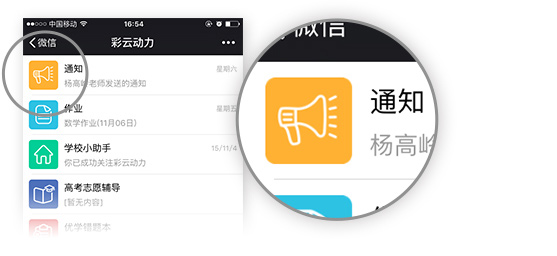 中国移动 16:54
微信 彩云动力
通知 星期六
杨高峰老师发送的通知
作业 星期五
数学作业(11月06日)
学校小助手 15/11/4
你已成功关注彩云动力
高考志愿辅导
[暂无内容]
优学错题本
微信
通知
杨高峰